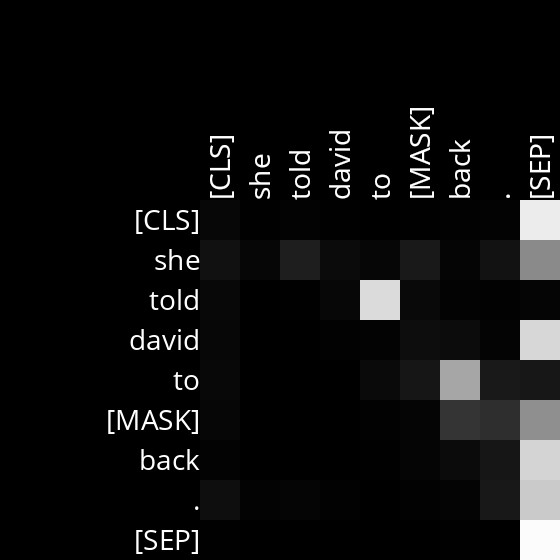 [CLS] she told david to [MASK] back . [SEP]
[CLS]
she
told
david
to
[MASK]
back
.
[SEP]